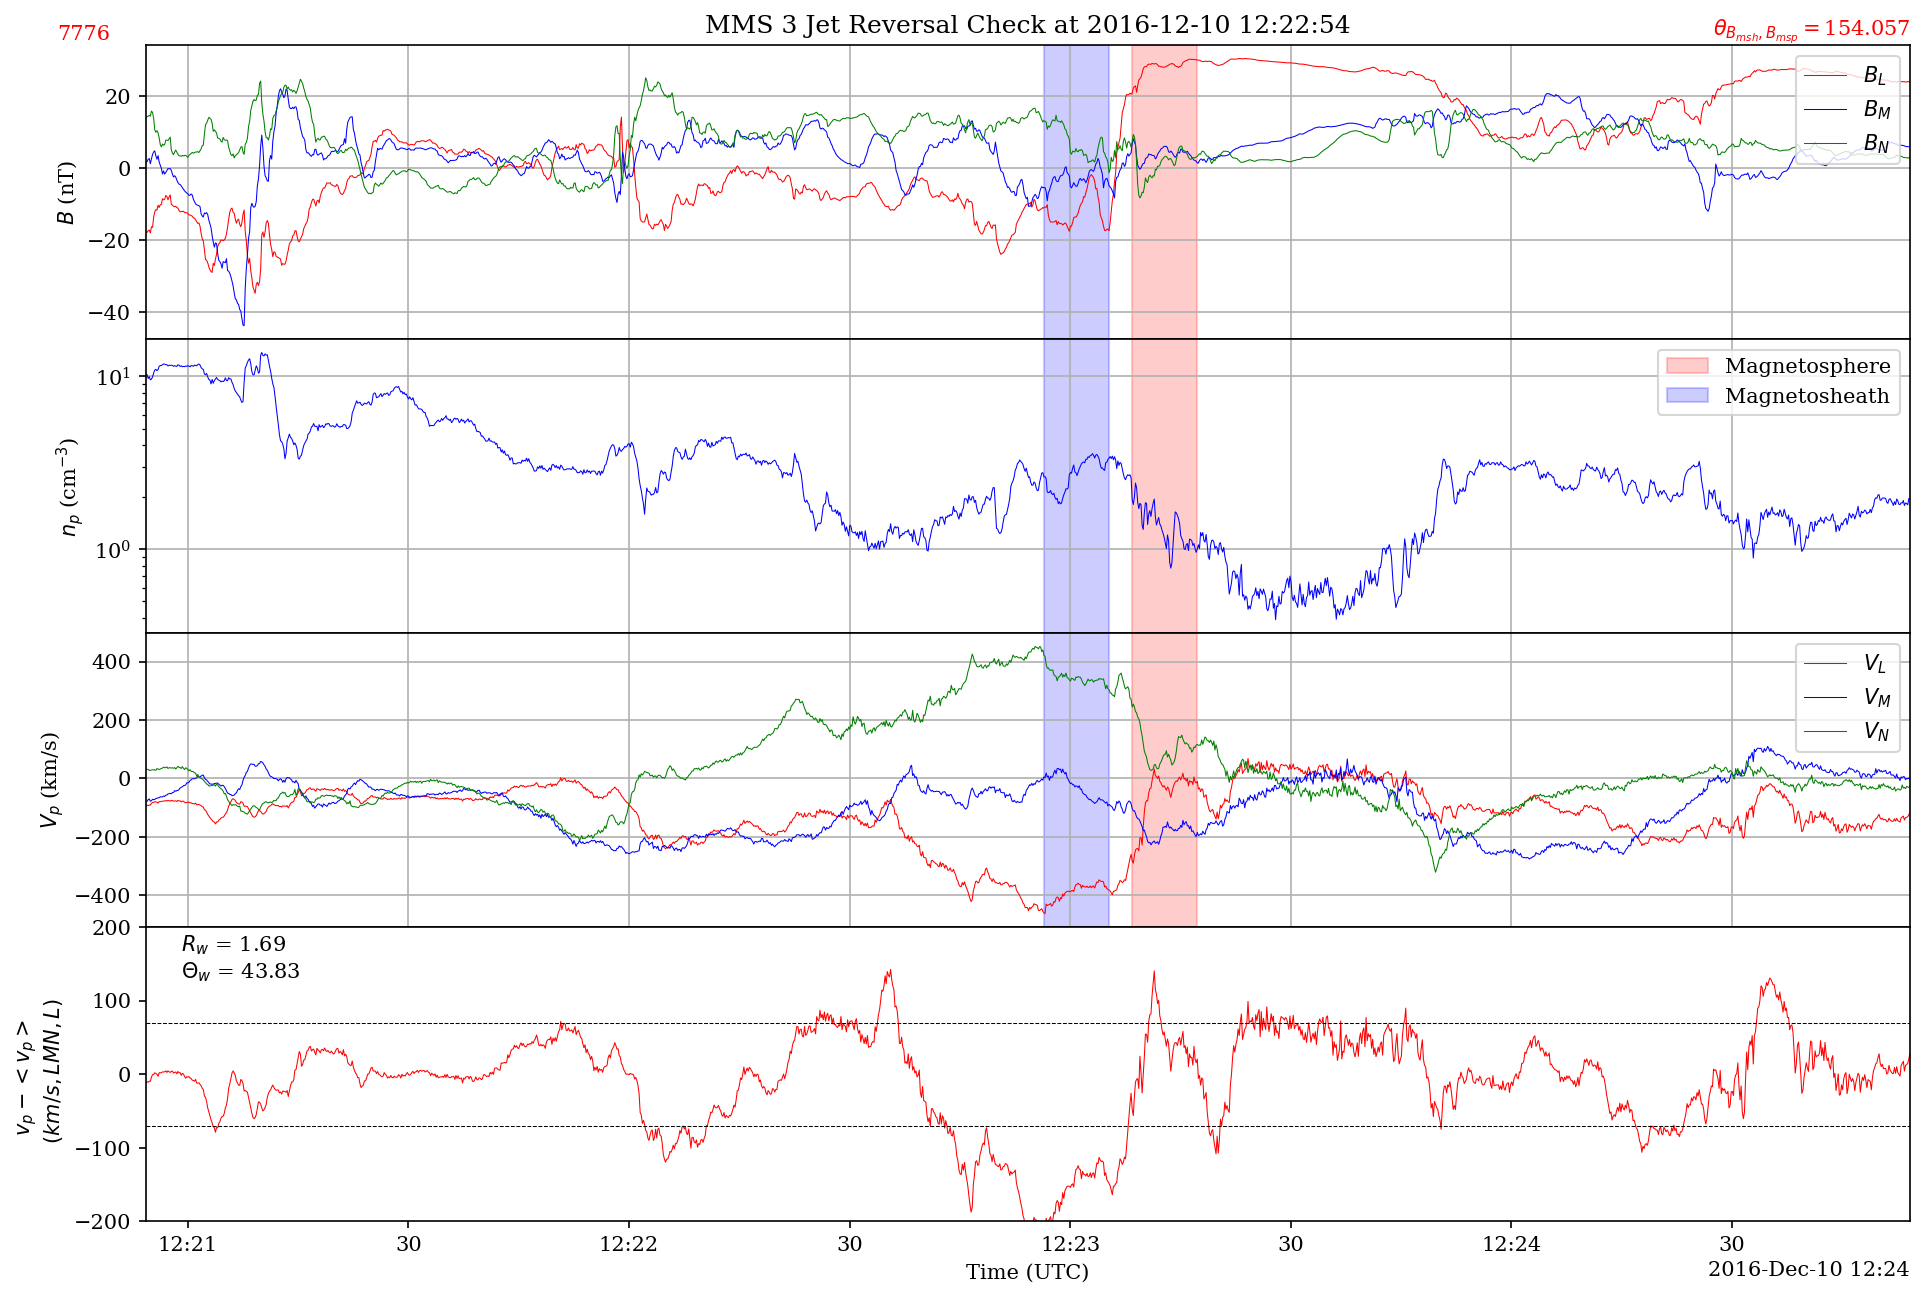 MMS 3 Jet Reversal Check at 2016-12-10 12:22:54
7776
θ_{B_{msh}, B_{msp}} = 154.057
B (nT)
20
0
−20
−40
B_L
B_M
B_N
n_p (cm^{−3})
10^1
10^0
Magnetosphere
Magnetosheath
V_p (km/s)
400
200
0
−200
−400
V_L
V_M
V_N
v_p − < v_p >
(km/s, LMN, L)
200
100
0
−100
−200
R_w = 1.69
Θ_w = 43.83
12:21 30 12:22 30 12:23 30 12:24 30
Time (UTC)
2016-Dec-10 12:24